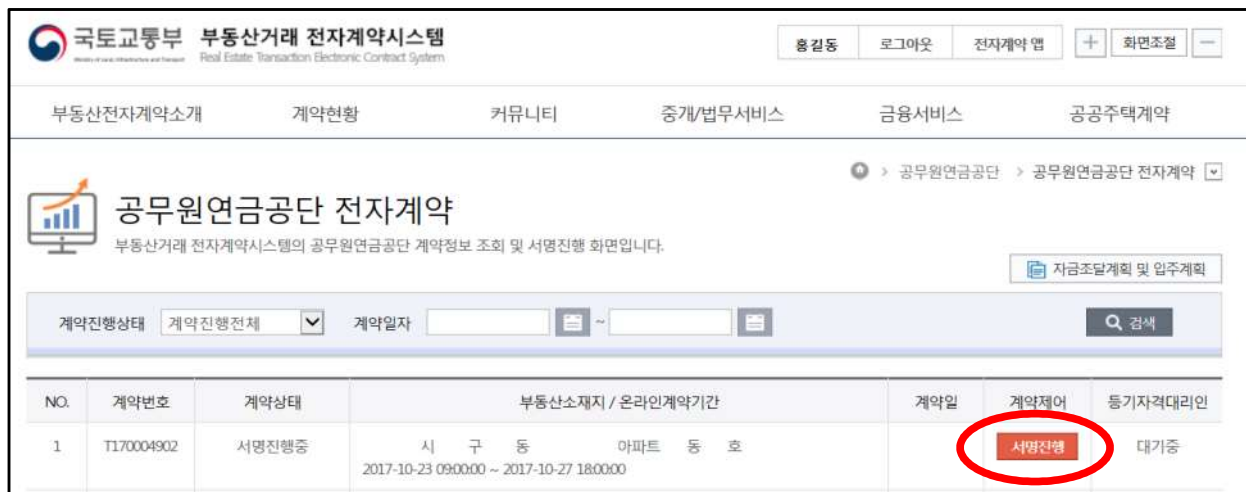 국토교통부 부동산거래 전자계약시스템
Real Estate Transaction Electronic Contract System
홍길동 로그아웃 전자계약 앱 + 화면조절 −
부동산전자계약소개 계약현황 커뮤니티 중개/법무서비스 금융서비스 공공주택계약
> 공무원연금공단 > 공무원연금공단 전자계약
공무원연금공단 전자계약
부동산거래 전자계약시스템의 공무원연금공단 계약정보 조회 및 서명진행 화면입니다.
자금조달계획 및 입주계획
계약진행상태 계약진행전체 계약일자 ~ 검색
NO. 계약번호 계약상태 부동산소재지 / 온라인계약기간 계약일 계약제어 등기자격대리인
1 T170004902 서명진행중 시 구 동 아파트 동 호 서명진행 대기중
2017-10-23 09:00:00 ~ 2017-10-27 18:00:00